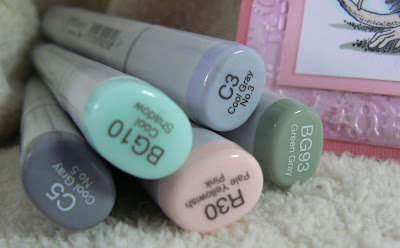 C3
Cool Gray
No.3
BG10
Cool
Shadow
BG93
Green Gray
C5
Cool Gray
No.5
R30
Pale Yellowish
Pink